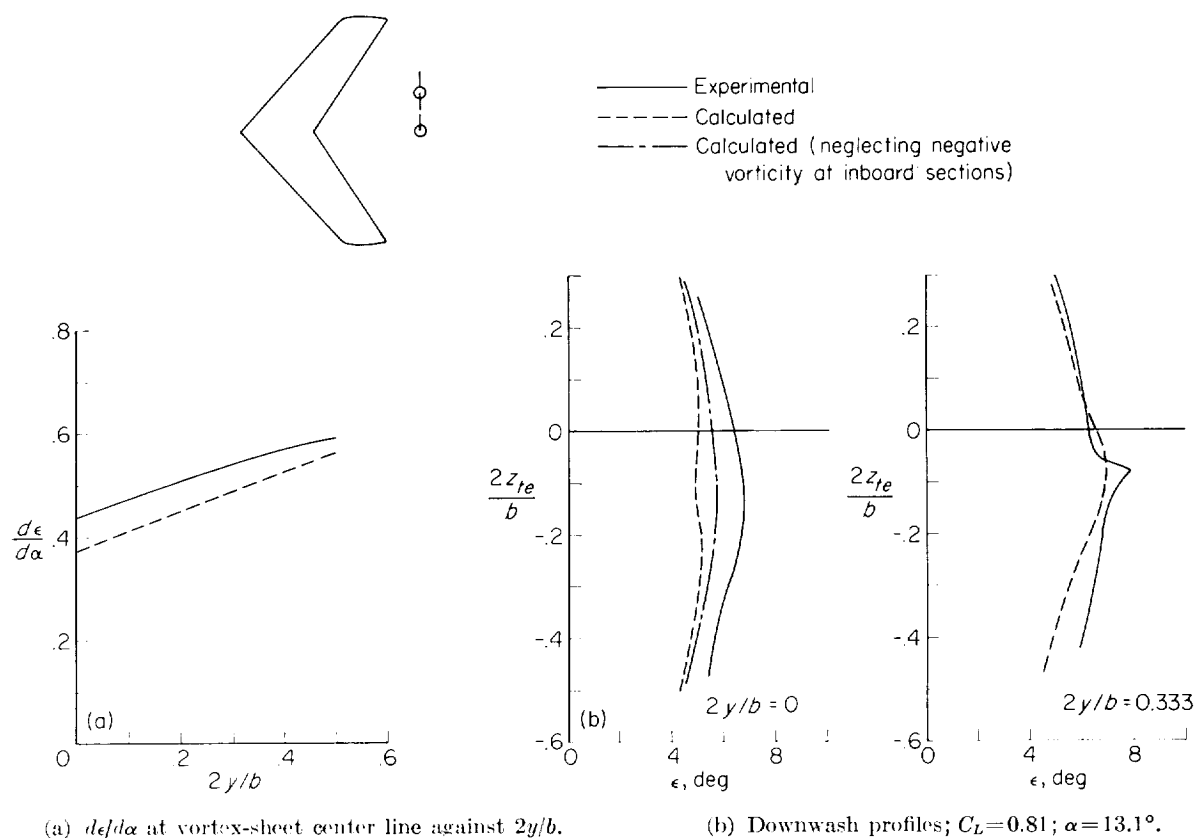 Experimental
Calculated
Calculated (neglecting negative
vorticity at inboard sections)
.8
.6
dϵ/dα
.4
.2
0
(a)
0 .2 .4 .6
2y/b
.2
0
2z_te/b
-.2
-.4
-.6
(b)
2y/b = 0
0 4 8
ϵ, deg
.2
0
2z_te/b
-.2
-.4
-.6
2y/b = 0.333
0 4 8
ϵ, deg
(a) dϵ/dα at vortex-sheet center line against 2y/b.
(b) Downwash profiles; C_L=0.81; α=13.1°.